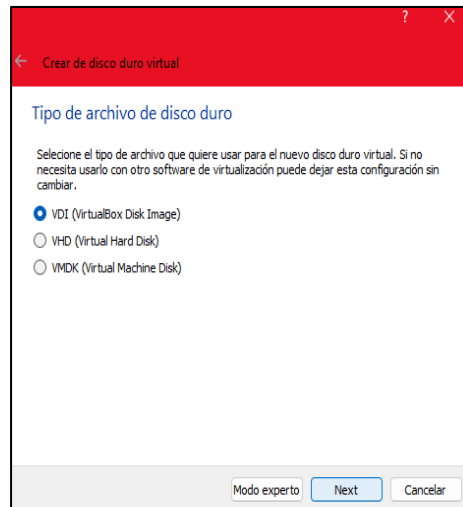 ?
Crear de disco duro virtual
Tipo de archivo de disco duro
Selecione el tipo de archivo que quiere usar para el nuevo disco duro virtual. Si no
necesita usarlo con otro software de virtualización puede dejar esta configuración sin
cambiar.
VDI (VirtualBox Disk Image)
VHD (Virtual Hard Disk)
VMDK (Virtual Machine Disk)
Modo experto Next Cancelar